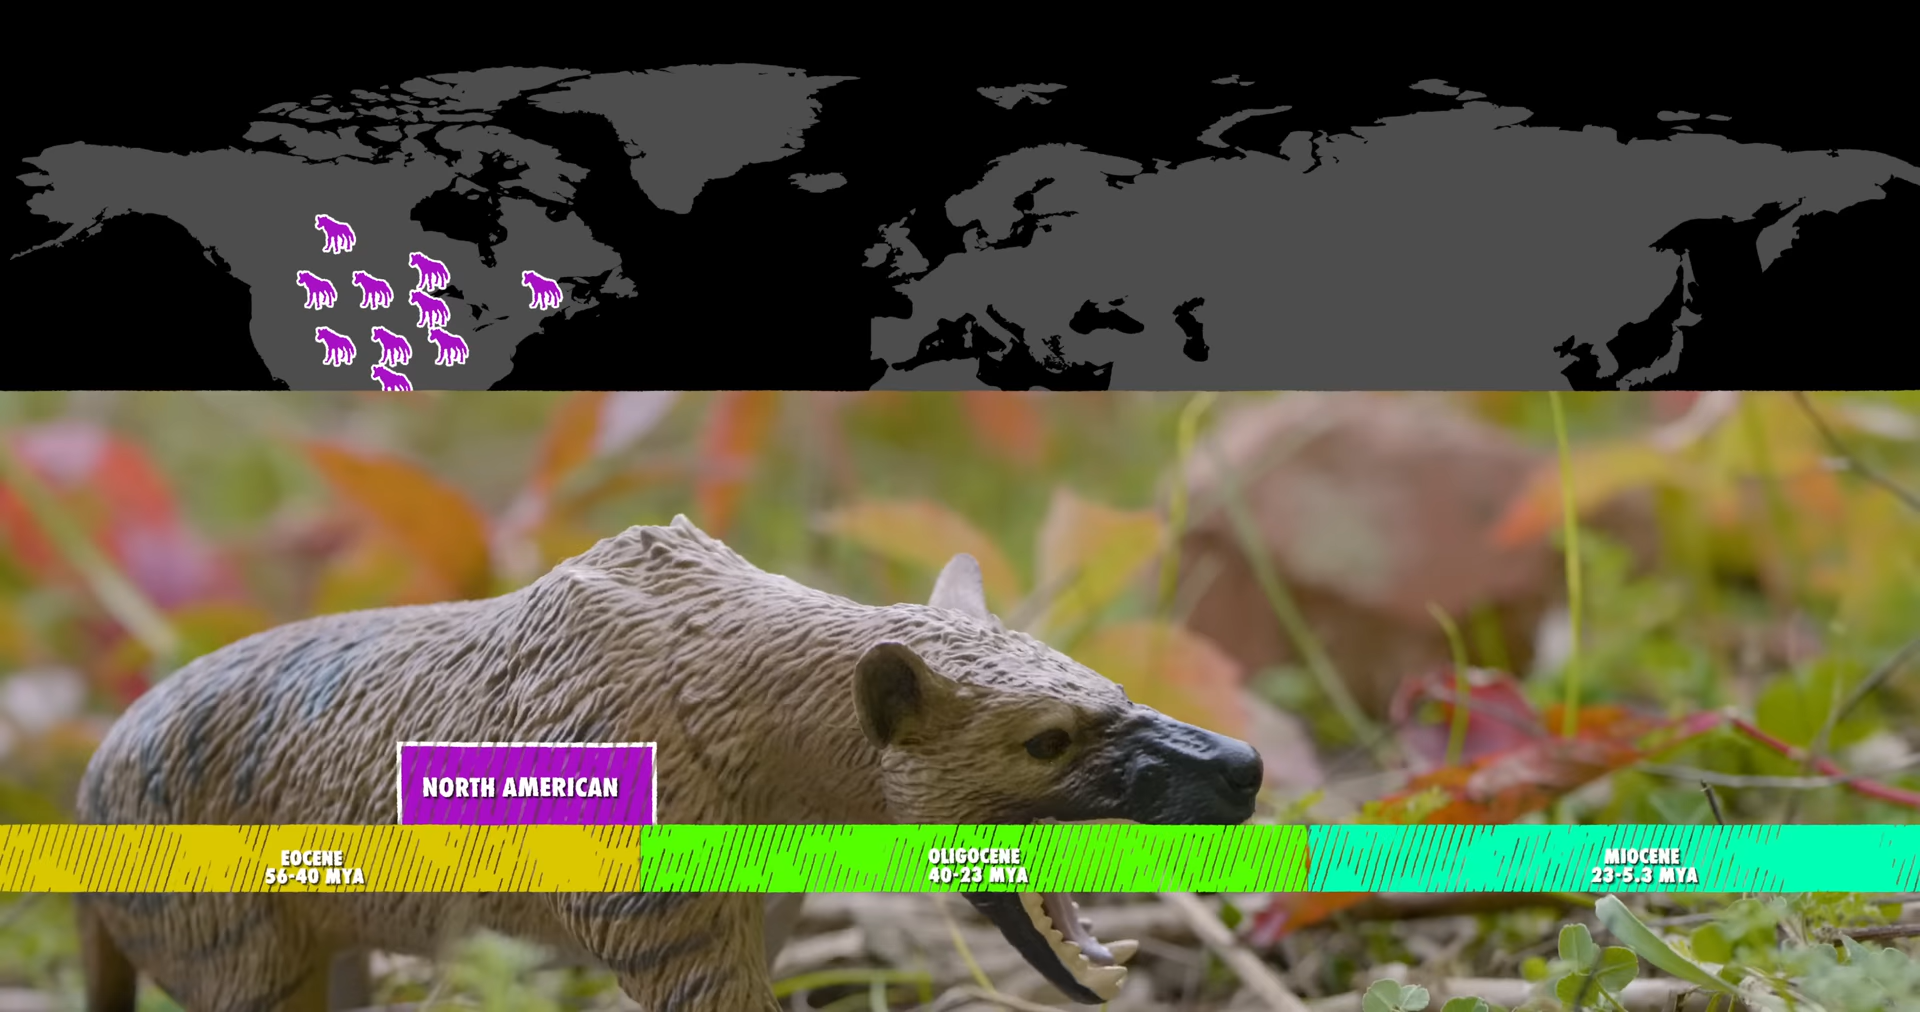 NORTH AMERICAN
EOCENE
56-40 MYA
OLIGOCENE
40-23 MYA
MIOCENE
23-5.3 MYA